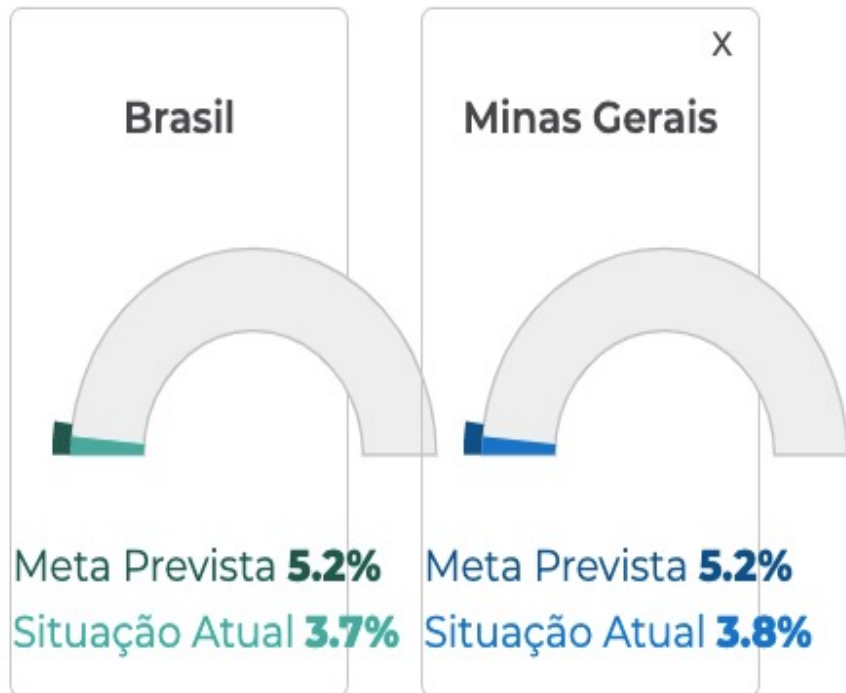 Brasil
Meta Prevista 5.2%
Situação Atual 3.7%
X
Minas Gerais
Meta Prevista 5.2%
Situação Atual 3.8%